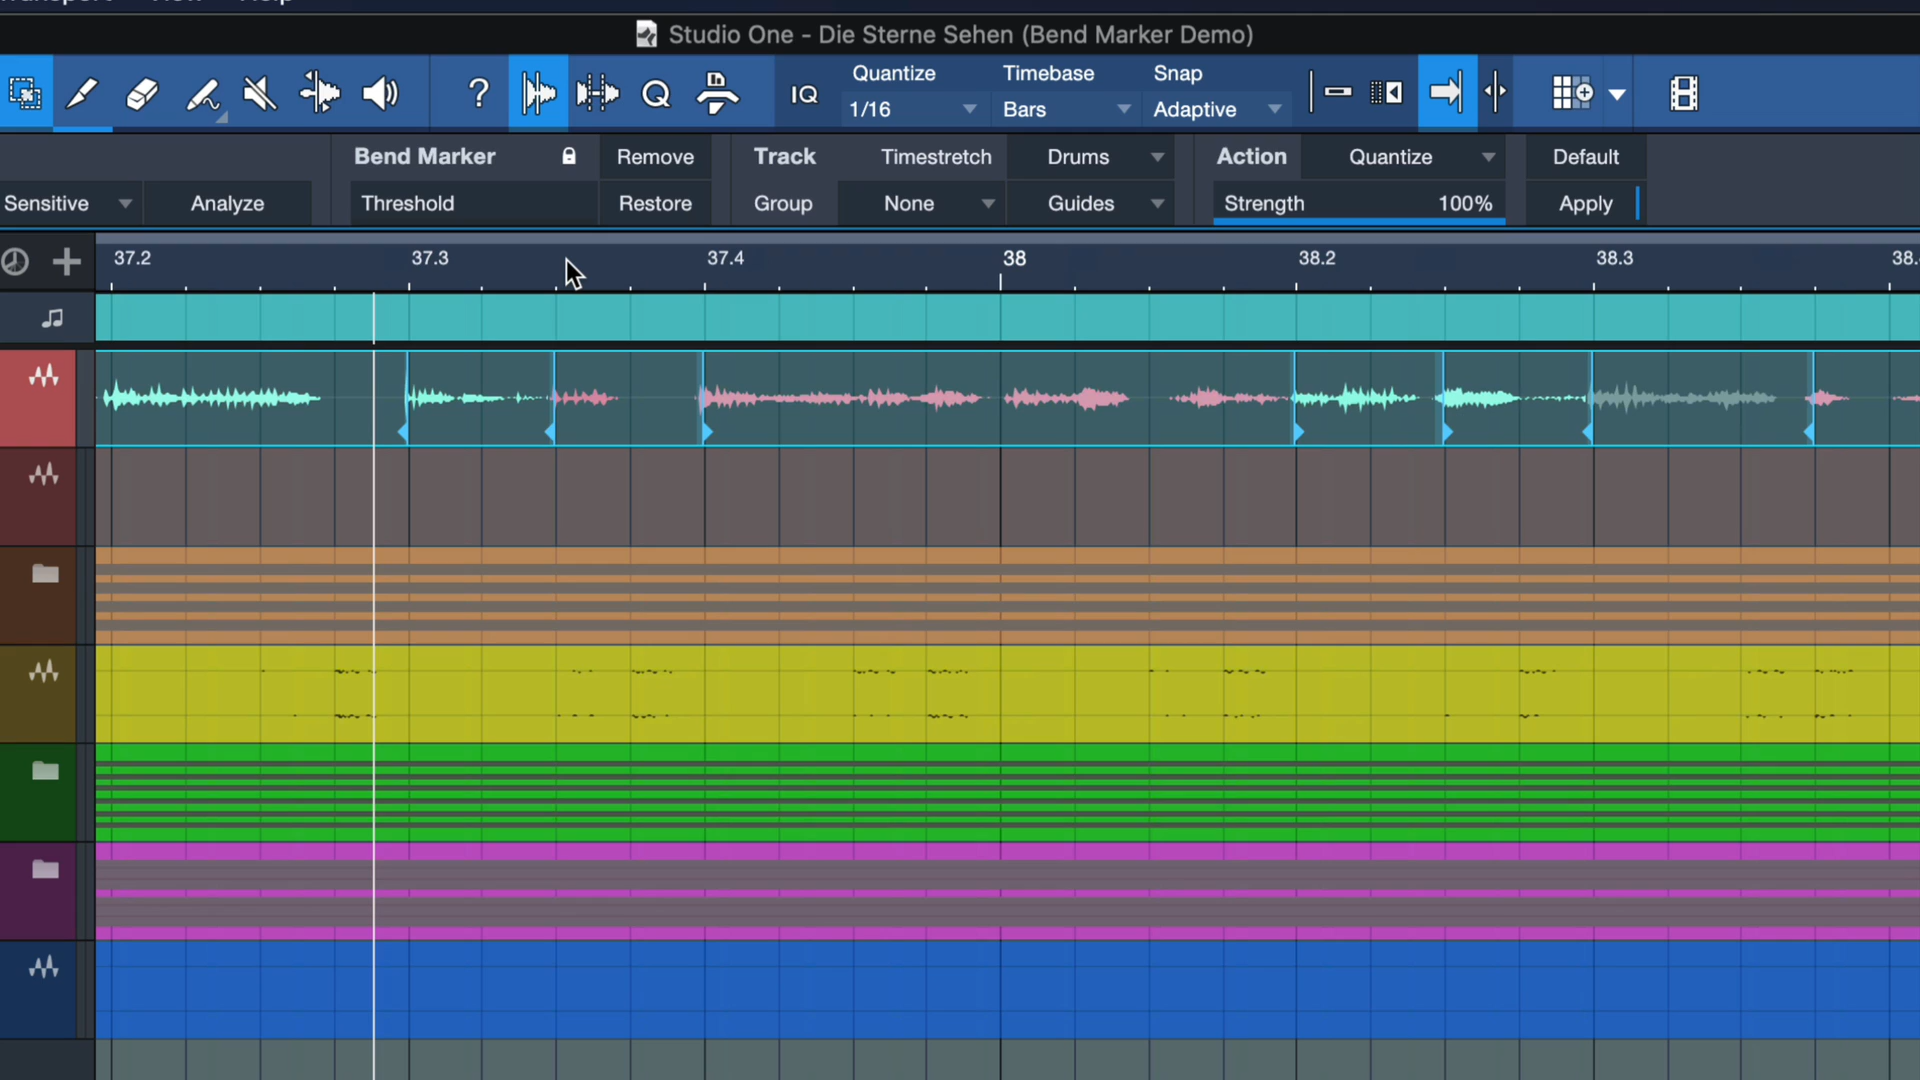 Studio One - Die Sterne Sehen (Bend Marker Demo)
? Q IQ
Quantize Timebase Snap
1/16 Bars Adaptive
Bend Marker Remove Track Timestretch Drums Action Quantize Default
Sensitive Analyze Threshold Restore Group None Guides Strength 100% Apply
37.2 37.3 37.4 38 38.2 38.3